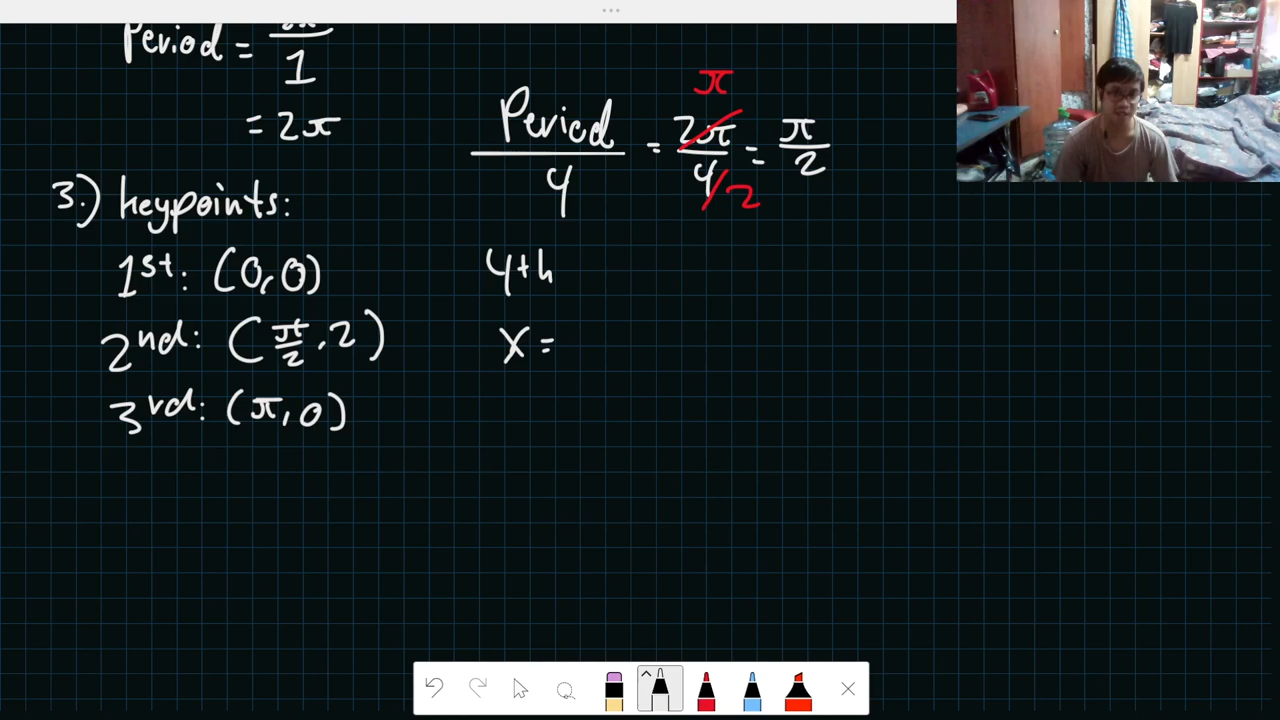 Period = 2π/1
= 2π
Period/4 = 2π/4 = π/2
π
2
3.) keypoints:
1st: (0,0)
2nd: (π/2, 2)
3rd: (π, 0)
4th
X =